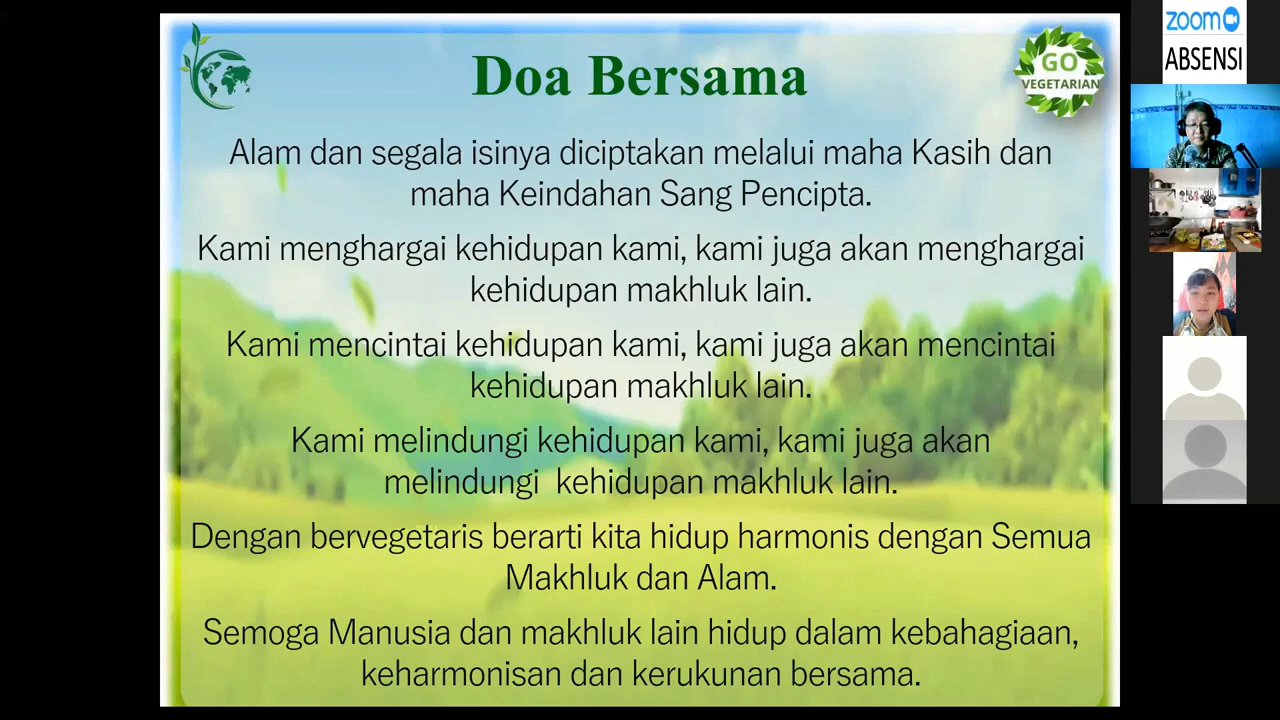 Doa Bersama
GO
VEGETARIAN
Alam dan segala isinya diciptakan melalui maha Kasih dan
maha Keindahan Sang Pencipta.
Kami menghargai kehidupan kami, kami juga akan menghargai
kehidupan makhluk lain.
Kami mencintai kehidupan kami, kami juga akan mencintai
kehidupan makhluk lain.
Kami melindungi kehidupan kami, kami juga akan
melindungi  kehidupan makhluk lain.
Dengan bervegetaris berarti kita hidup harmonis dengan Semua
Makhluk dan Alam.
Semoga Manusia dan makhluk lain hidup dalam kebahagiaan,
keharmonisan dan kerukunan bersama.
zoom
ABSENSI